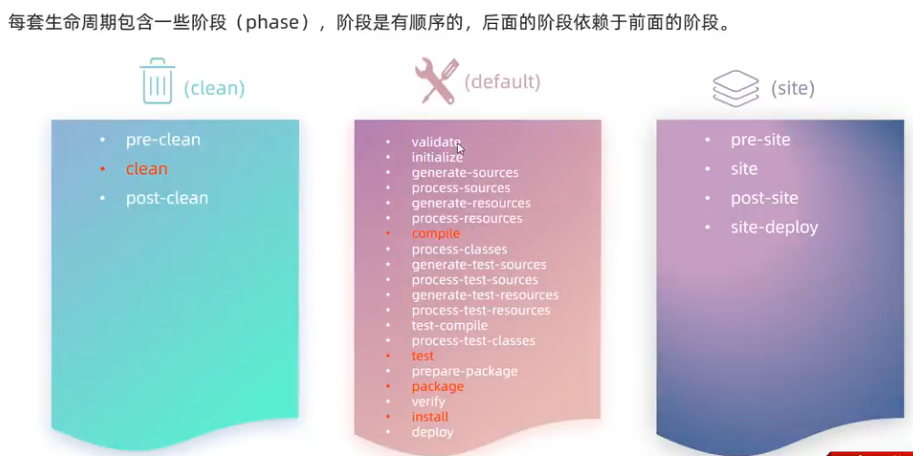 每套生命周期包含一些阶段（phase），阶段是有顺序的，后面的阶段依赖于前面的阶段。
(clean)
• pre-clean
• clean
• post-clean
(default)
• validate
• initialize
• generate-sources
• process-sources
• generate-resources
• process-resources
• compile
• process-classes
• generate-test-sources
• process-test-sources
• generate-test-resources
• process-test-resources
• test-compile
• process-test-classes
• test
• prepare-package
• package
• verify
• install
• deploy
(site)
• pre-site
• site
• post-site
• site-deploy